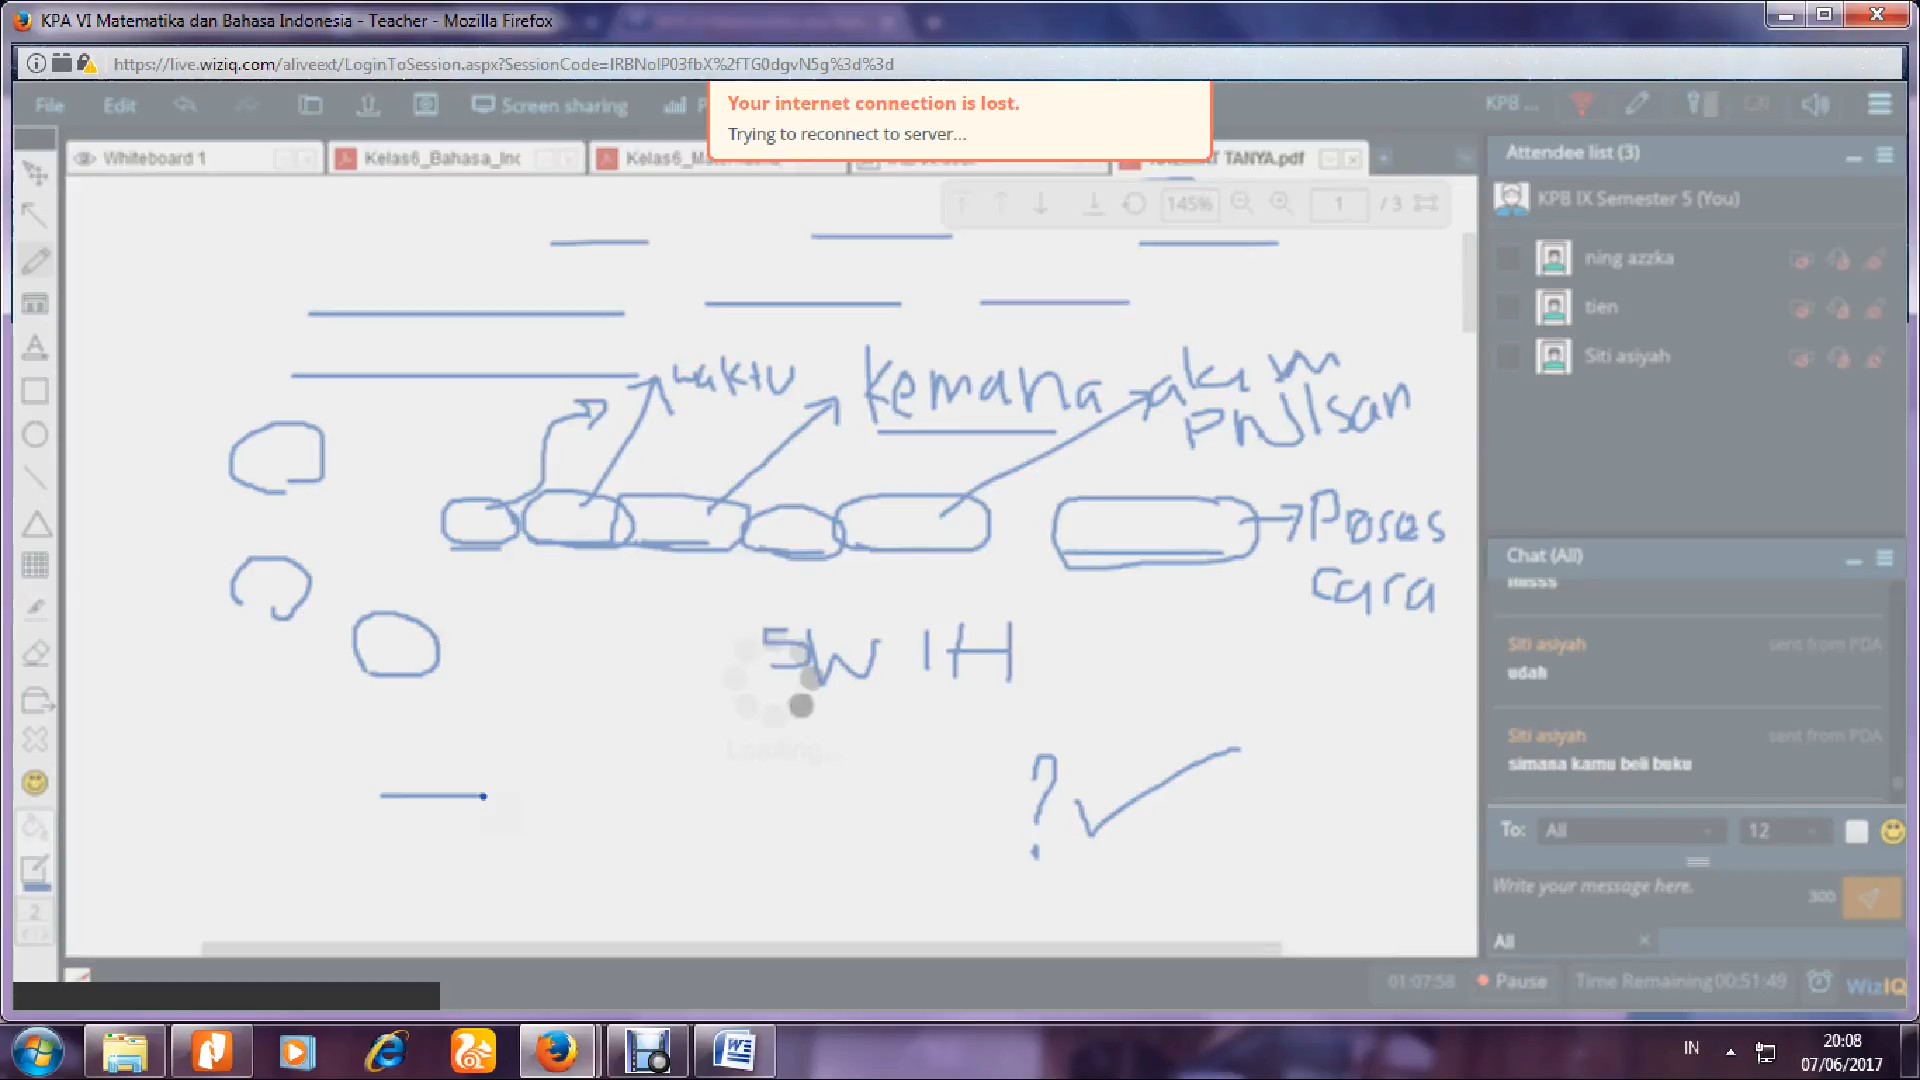 KPA VI Matematika dan Bahasa Indonesia - Teacher - Mozilla Firefox
https://live.wiziq.com/aliveext/LoginToSession.aspx?SessionCode=IRBNolP03fbX%2fTG0dgvN5g%3d%3d
Your internet connection is lost.
Trying to reconnect to server...
File Edit Screen sharing
KPB ...
Whiteboard 1
Kelas6_Bahasa_Inc
TANYA.pdf
145% 1 / 3
waktu
kemana
Poses
cara
5W 1H
?
Loading...
2
Attendee list (3)
KPB IX Semester 5 (You)
ning azzka
tien
Siti asiyah
Chat (All)
misss
Siti asiyah sent from PDA
udah
Siti asiyah sent from PDA
simana kamu beli buku
To: All 12
Write your message here. 300
All
01:07:58 Pause Time Remaining 00:51:49 WizIQ
IN
20:08
07/06/2017